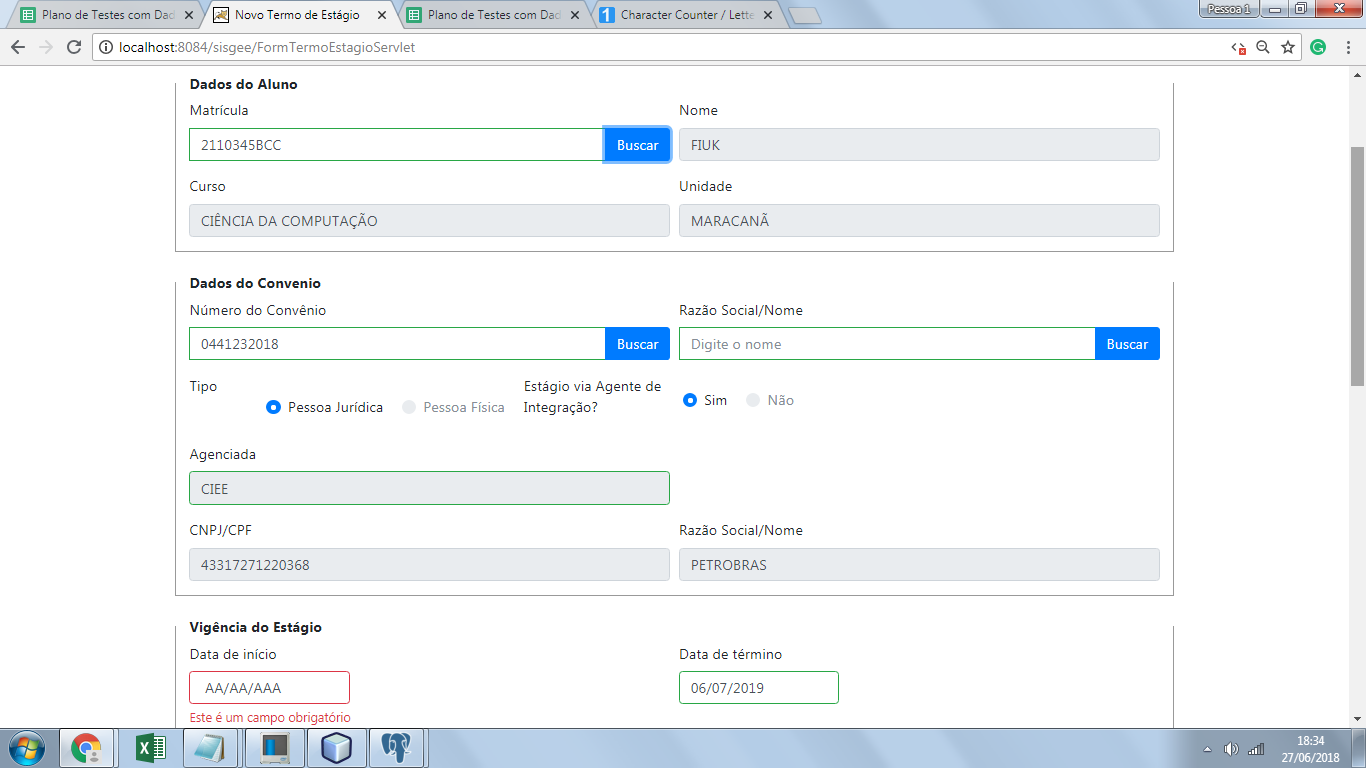 Plano de Testes com Dad
Novo Termo de Estágio
Plano de Testes com Dad
Character Counter / Lette
Pessoa 1
localhost:8084/sisgee/FormTermoEstagioServlet
Dados do Aluno
Matrícula
Nome
2110345BCC
Buscar
FIUK
Curso
Unidade
CIÊNCIA DA COMPUTAÇÃO
MARACANÃ
Dados do Convenio
Número do Convênio
Razão Social/Nome
0441232018
Buscar
Digite o nome
Buscar
Tipo
Pessoa Jurídica
Pessoa Física
Estágio via Agente de
Integração?
Sim
Não
Agenciada
CIEE
CNPJ/CPF
Razão Social/Nome
43317271220368
PETROBRAS
Vigência do Estágio
Data de início
Data de término
AA/AA/AAA
06/07/2019
Este é um campo obrigatório
18:34
27/06/2018